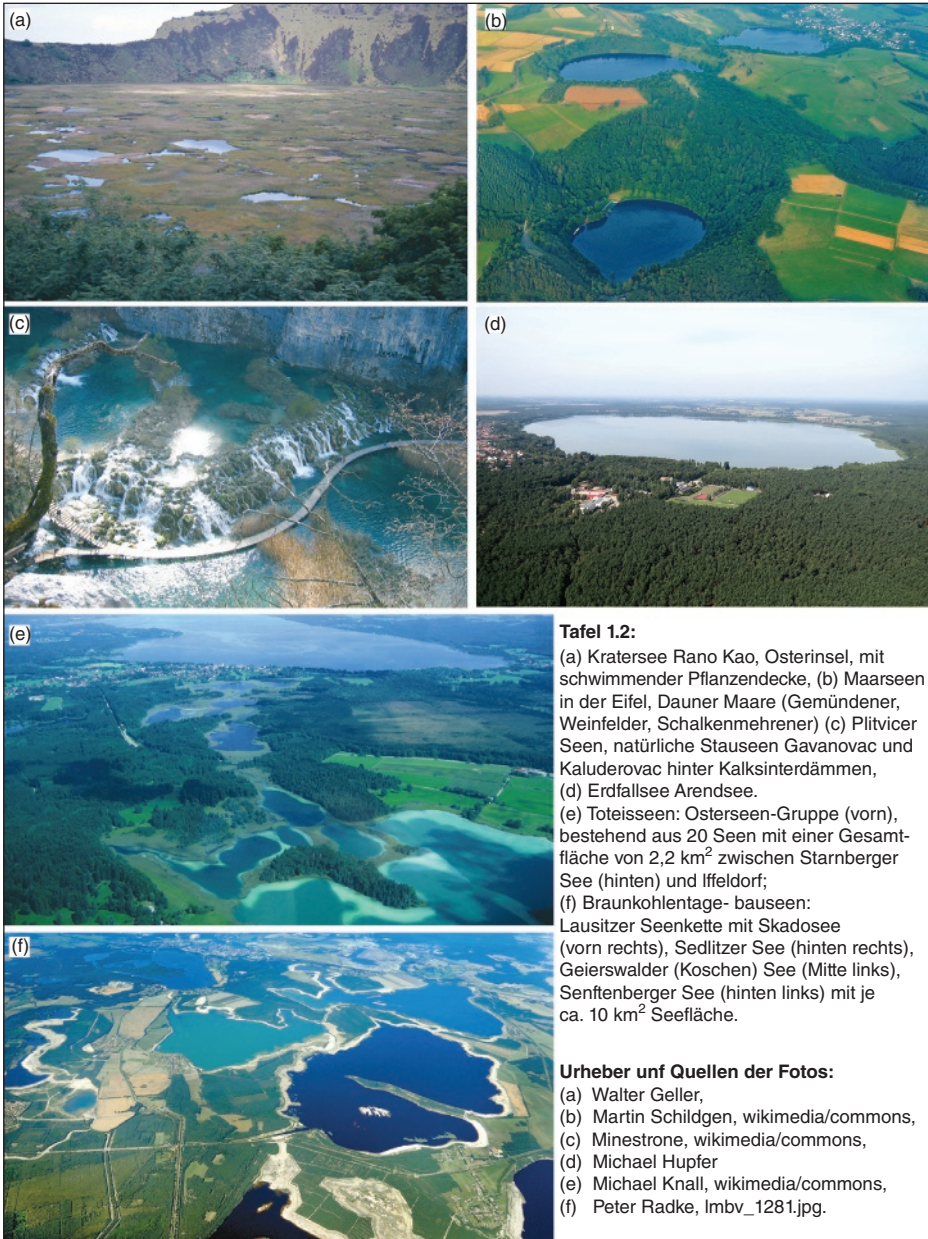 (a)
(b)
(c)
(d)
(e)
(f)
Tafel 1.2:
(a) Kratersee Rano Kao, Osterinsel, mit
schwimmender Pflanzendecke, (b) Maarseen
in der Eifel, Dauner Maare (Gemündener,
Weinfelder, Schalkenmehrener) (c) Plitvicer
Seen, natürliche Stauseen Gavanovac und
Kaluderovac hinter Kalksinterdämmen,
(d) Erdfallsee Arendsee.
(e) Toteisseen: Osterseen-Gruppe (vorn),
bestehend aus 20 Seen mit einer Gesamt-
fläche von 2,2 km² zwischen Starnberger
See (hinten) und Iffeldorf;
(f) Braunkohlentage- bauseen:
Lausitzer Seenkette mit Skadosee
(vorn rechts), Sedlitzer See (hinten rechts),
Geierswalder (Koschen) See (Mitte links),
Senftenberger See (hinten links) mit je
ca. 10 km² Seefläche.
Urheber unf Quellen der Fotos:
(a) Walter Geller,
(b) Martin Schildgen, wikimedia/commons,
(c) Minestrone, wikimedia/commons,
(d) Michael Hupfer
(e) Michael Knall, wikimedia/commons,
(f) Peter Radke, lmbv_1281.jpg.